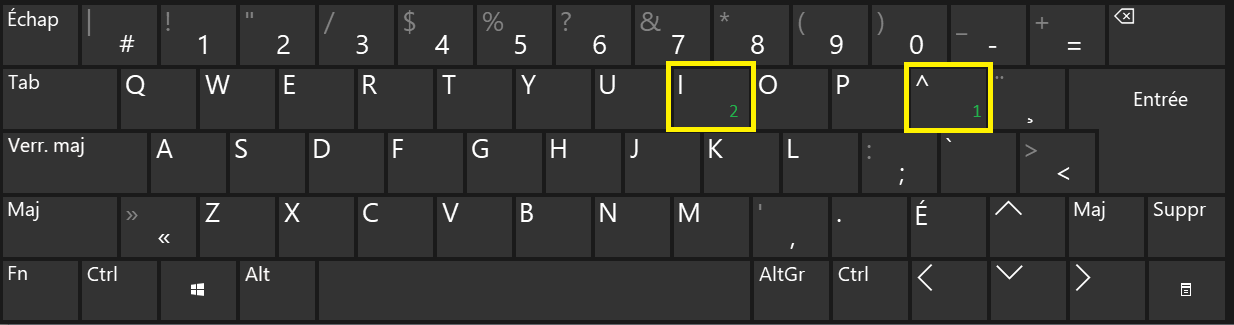 Échap | # ! 1 " 2 / 3 $ 4 % 5 ? 6 & 7 * 8 ( 9 ) 0 _ - + =
Tab Q W E R T Y U I 2 O P ^ 1 ¨ ¸ Entrée
Verr. maj A S D F G H J K L : ; ` > <
Maj » « Z X C V B N M ' , . É Maj Suppr
Fn Ctrl Alt AltGr Ctrl